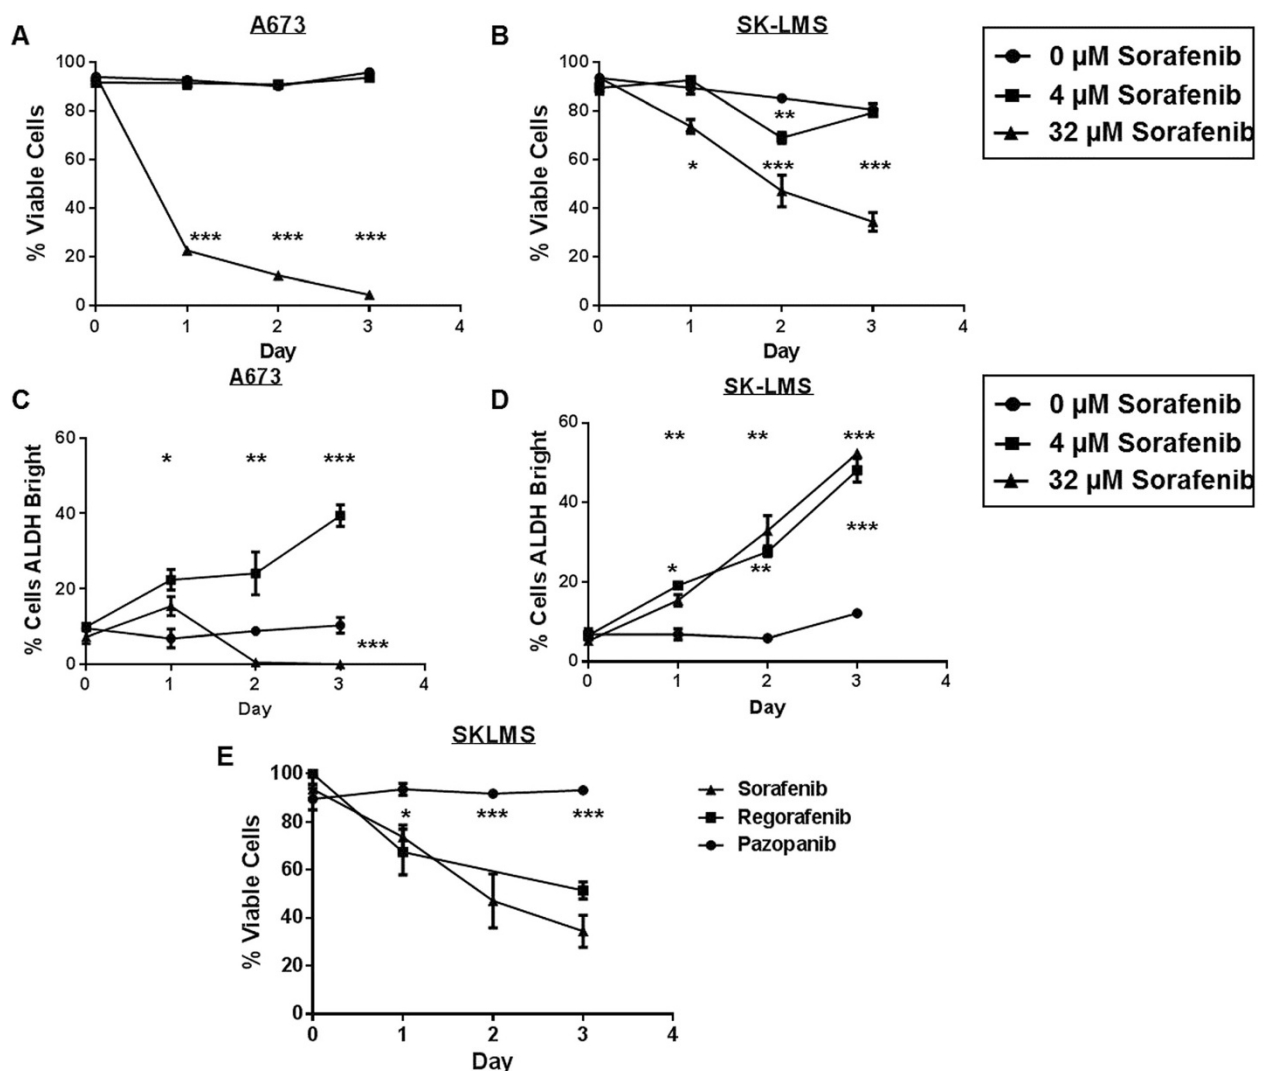 A
A673
100
80
60
40
20
0
% Viable Cells
0 1 2 3 4
Day
*** *** ***
B
SK-LMS
100
80
60
40
20
0
% Viable Cells
0 1 2 3 4
Day
**
* *** ***
0 µM Sorafenib
4 µM Sorafenib
32 µM Sorafenib
C
A673
60
40
20
0
% Cells ALDH Bright
0 1 2 3 4
Day
* ** ***
***
D
SK-LMS
60
40
20
0
% Cells ALDH Bright
0 1 2 3 4
Day
** ** ***
***
* **
0 µM Sorafenib
4 µM Sorafenib
32 µM Sorafenib
E
SKLMS
100
80
60
40
20
0
% Viable Cells
0 1 2 3 4
Day
* *** ***
Sorafenib
Regorafenib
Pazopanib